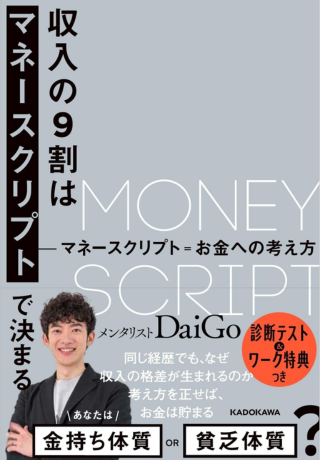 収入の9割は
マネースクリプト
で決まる
MONEY
マネースクリプト=お金への考え方
SCRIPT
メンタリスト DaiGo
同じ経歴でも、なぜ
収入の格差が生まれるのか
考え方を正せば、
お金は貯まる
診断テスト
&
ワーク特典
つき
KADOKAWA
あなたは
金持ち体質 OR 貧乏体質?